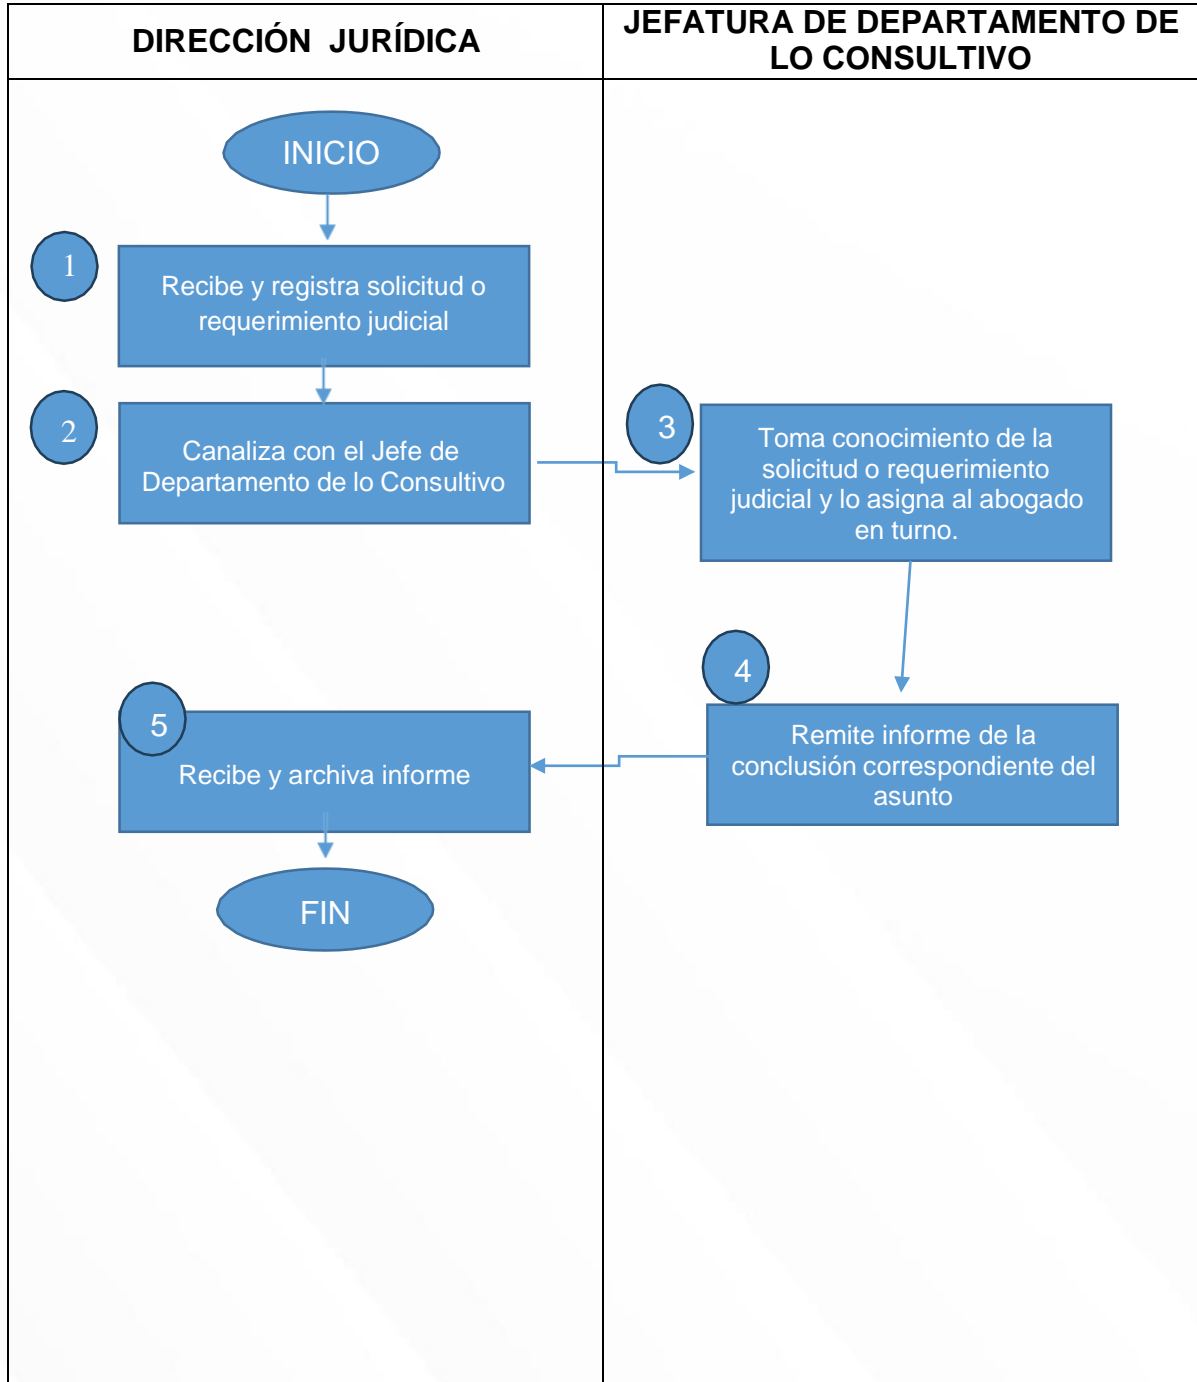 DIRECCIÓN JURÍDICA
JEFATURA DE DEPARTAMENTO DE
LO CONSULTIVO
INICIO
1
Recibe y registra solicitud o
requerimiento judicial
2
Canaliza con el Jefe de
Departamento de lo Consultivo
3
Toma conocimiento de la
solicitud o requerimiento
judicial y lo asigna al abogado
en turno.
4
Remite informe de la
conclusión correspondiente del
asunto
5
Recibe y archiva informe
FIN